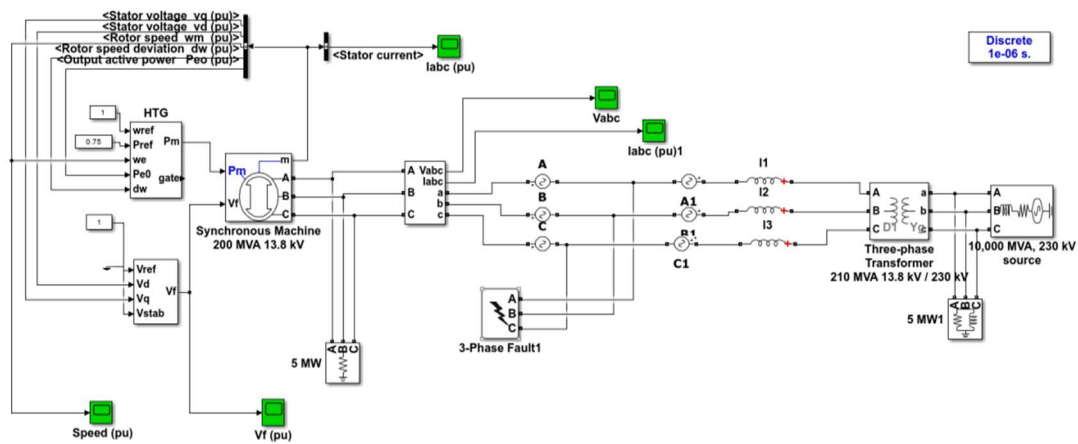 <Stator voltage vq (pu)>
<Stator voltage vd (pu)>
<Rotor speed wm (pu)>
<Rotor speed deviation dw (pu)>
<Output active power Peo (pu)>
<Stator current>
Iabc (pu)
Discrete
1e-06 s.
Vabc
Iabc (pu)1
HTG
1
0.75
wref
Pref
we
Pe0
dw
Pm
gate
Pm
Vf
m
A
B
C
Synchronous Machine
200 MVA 13.8 kV
A
B
C
Vabc
Iabc
a
b
c
A
B
C
A1
B1
C1
I1
I2
I3
A
B
C
a
b
c
D1
Yg
Three-phase
Transformer
210 MVA 13.8 kV / 230 kV
A
B
C
10,000 MVA, 230 kV
source
1
Vref
Vd
Vq
Vstab
Vf
A
B
C
3-Phase Fault1
A B C
5 MW
A B C
5 MW1
Speed (pu)
Vf (pu)